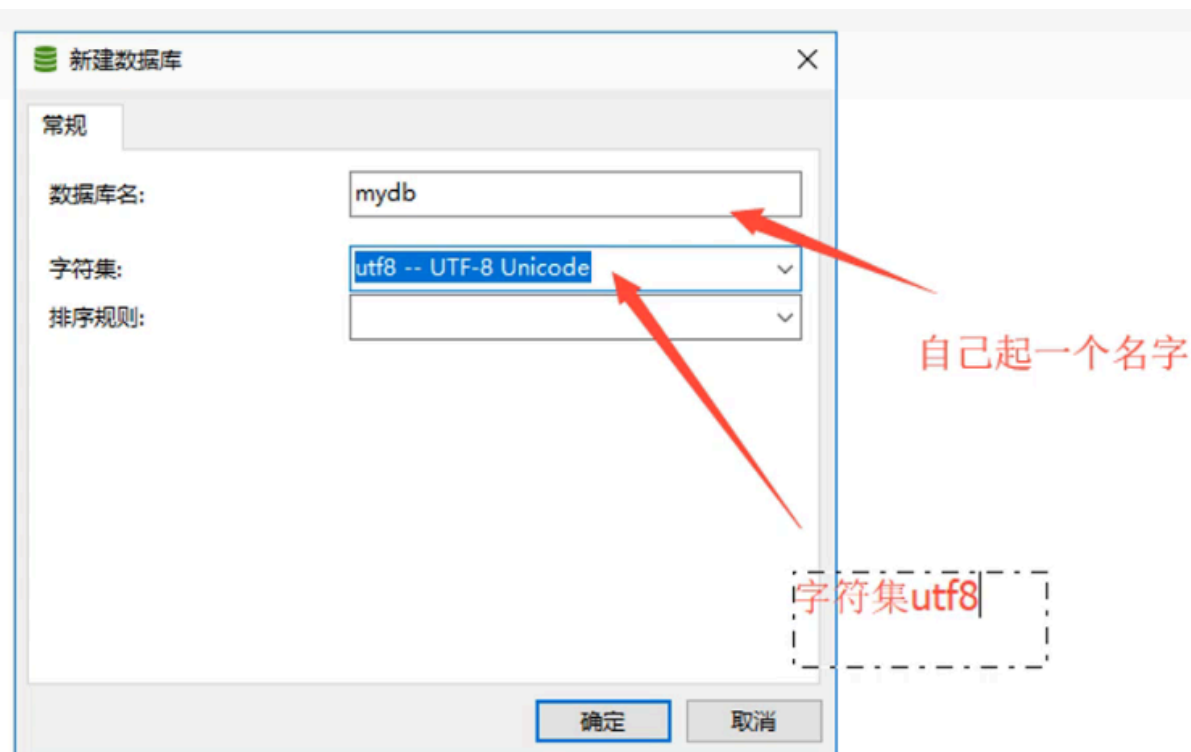 新建数据库
常规
数据库名:
mydb
字符集:
utf8 -- UTF-8 Unicode
排序规则:
自己起一个名字
字符集utf8
确定
取消